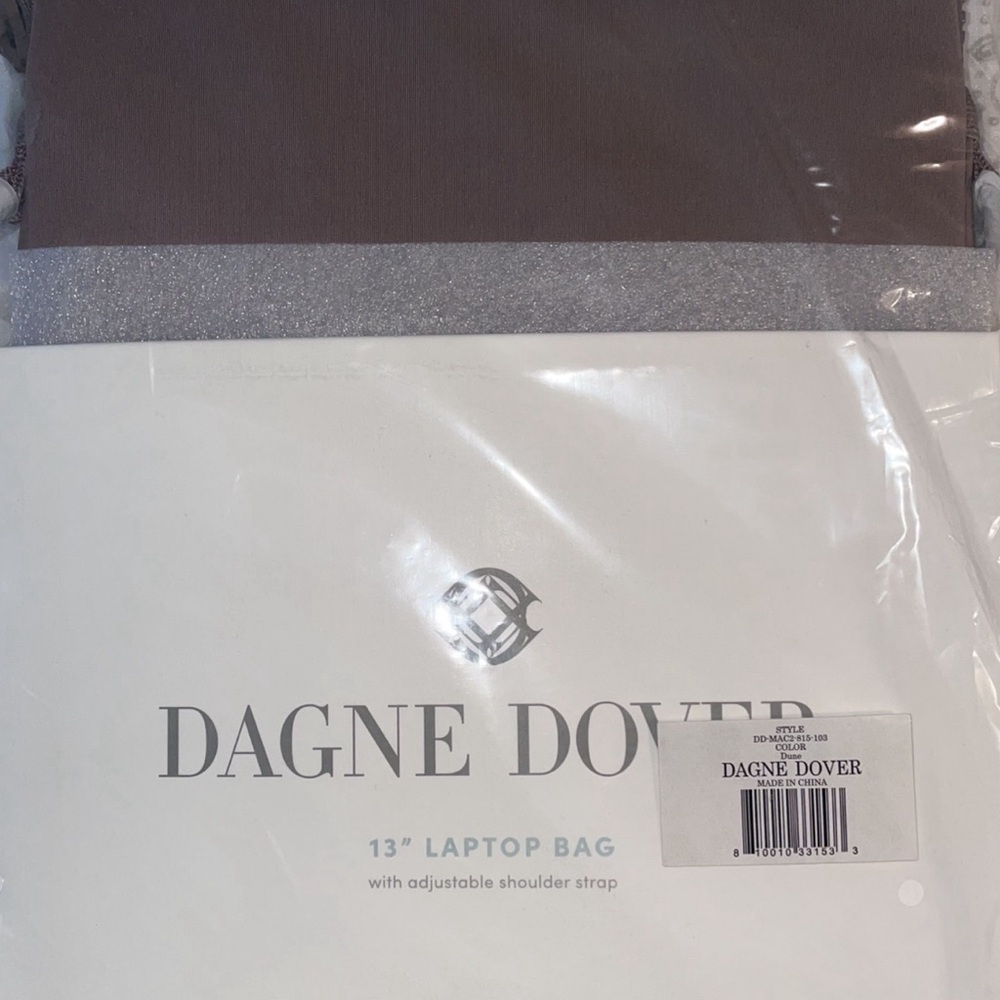 DAGNE DOVER
13” LAPTOP BAG
with adjustable shoulder strap
STYLE
DD-MAC2-815-103
COLOR
Dune
DAGNE DOVER
MADE IN CHINA
8 10010 33153 3